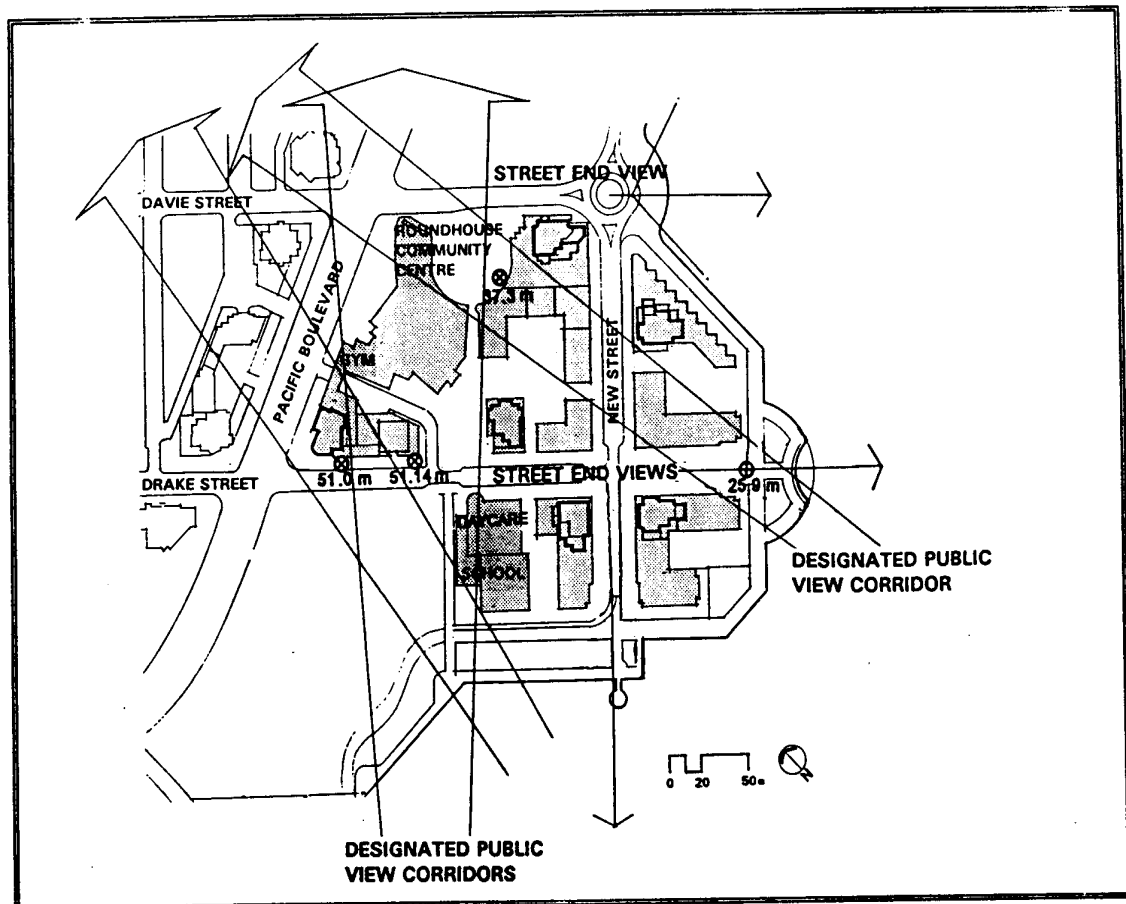 STREET END VIEW
DAVIE STREET
ROUNDHOUSE
COMMUNITY
CENTRE
37.3 m
PACIFIC BOULEVARD
NEW STREET
GYM
STREET END VIEWS
DRAKE STREET
51.0 m
51.14 m
25.9 m
DAYCARE
SCHOOL
DESIGNATED PUBLIC
VIEW CORRIDOR
0 20 50 m
N
DESIGNATED PUBLIC
VIEW CORRIDORS